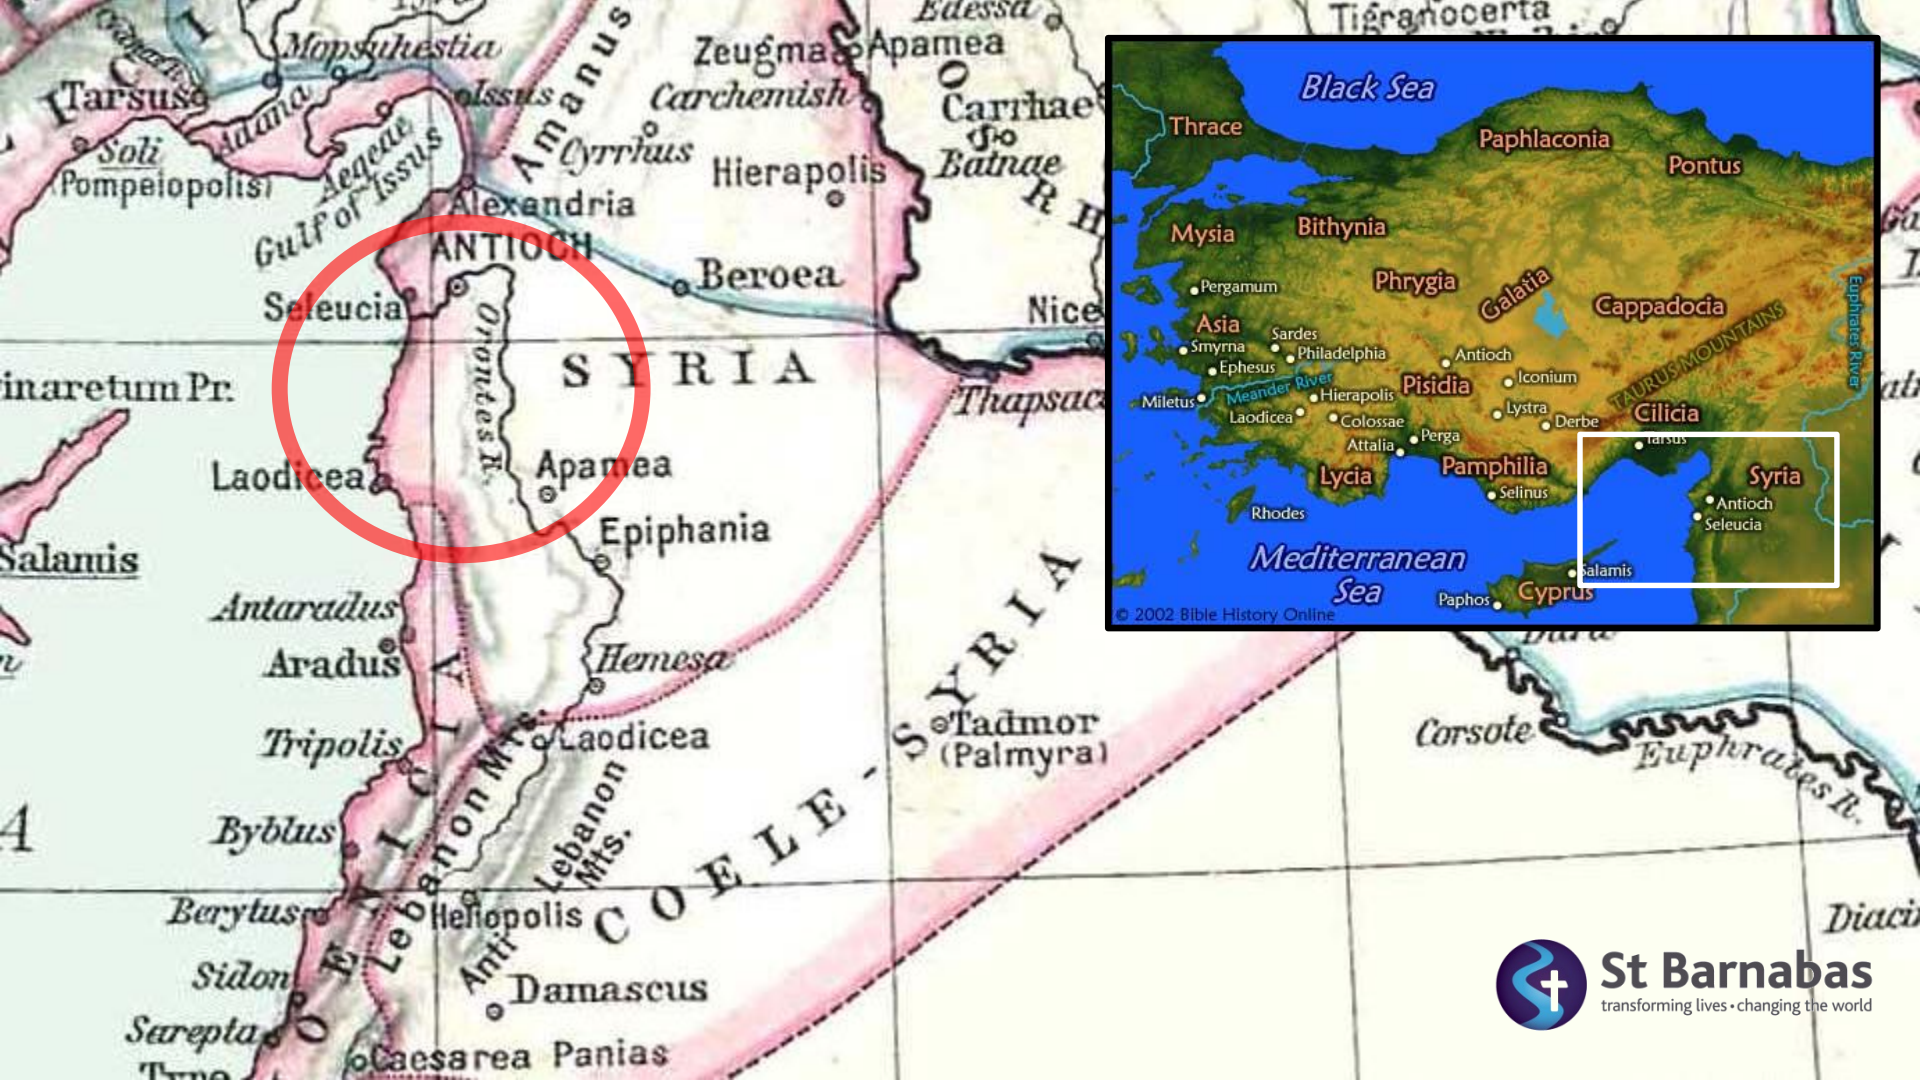 Edessa
Tigranocerta
Mopsuhestia
Zeugma
Apamea
Tarsus
Issus
Amanus
Carchemish
Carrhae
Adana
Soli
Pompeiopolis)
Aegeae
Gulf of Issus
Cyrrhus
Hierapolis
Batnae
Alexandria
ANTIOCH
Beroea
Seleucia
Orontes R.
SYRIA
Nice
inaretum Pr.
Thapsac
Laodicea
Apamea
Epiphania
Salamis
Antaradus
Aradus
Hemesa
Tripolis
Laodicea
Tadmor
(Palmyra)
COELE-SYRIA
Corsote
Euphrates R.
Byblus
Lebanon Mts.
Anti Lebanon
Mts.
Berytus
Heliopolis
Diacir
Sidon
Damascus
Sarepta
Caesarea Panias
Black Sea
Thrace
Paphlaconia
Pontus
Mysia
Bithynia
Phrygia
Galatia
Cappadocia
Euphrates River
Pergamum
Asia
Sardes
Smyrna
Philadelphia
Antioch
TAURUS MOUNTAINS
Ephesus
Meander River
Pisidia
Iconium
Miletus
Hierapolis
Laodicea
Colossae
Lystra
Derbe
Cilicia
Attalia
Perga
Tarsus
Lycia
Pamphilia
Syria
Selinus
Antioch
Rhodes
Seleucia
Mediterranean
Sea
Salamis
Paphos
Cyprus
© 2002 Bible History Online
St Barnabas
transforming lives • changing the world